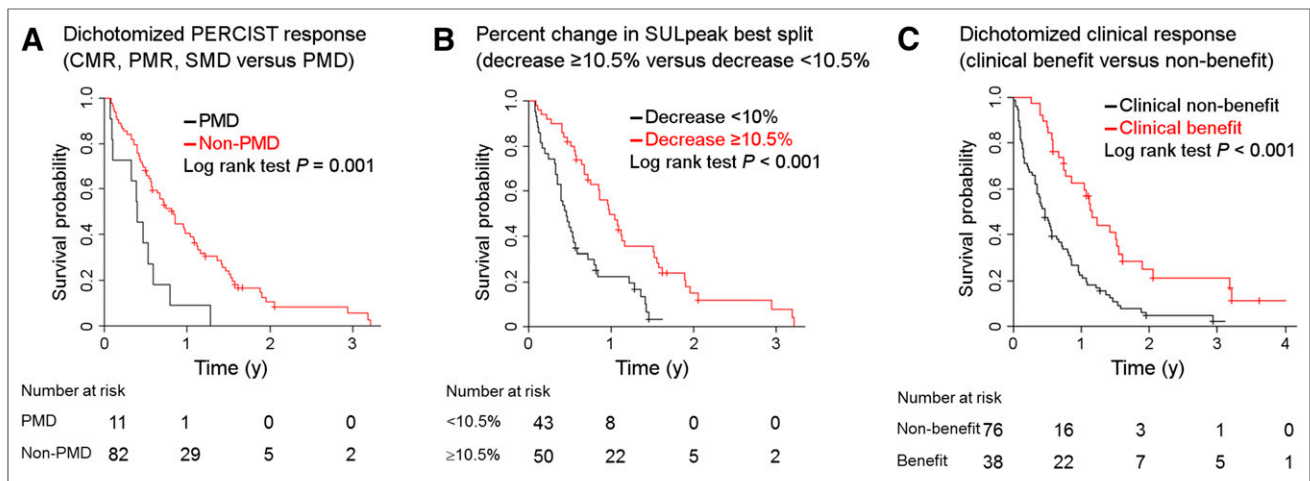 A Dichotomized PERCIST response
(CMR, PMR, SMD versus PMD)
Survival probability
1.0
0.8
0.6
0.4
0.2
0
PMD
Non-PMD
Log rank test P = 0.001
0 1 2 3
Time (y)
Number at risk
PMD 11 1 0 0
Non-PMD 82 29 5 2
B Percent change in SULpeak best split
(decrease ≥10.5% versus decrease <10.5%
Survival probability
1.0
0.8
0.6
0.4
0.2
0
Decrease <10%
Decrease ≥10.5%
Log rank test P < 0.001
0 1 2 3
Time (y)
Number at risk
<10.5% 43 8 0 0
≥10.5% 50 22 5 2
C Dichotomized clinical response
(clinical benefit versus non-benefit)
Survival probability
1.0
0.8
0.6
0.4
0.2
0
Clinical non-benefit
Clinical benefit
Log rank test P < 0.001
0 1 2 3 4
Time (y)
Number at risk
Non-benefit 76 16 3 1 0
Benefit 38 22 7 5 1